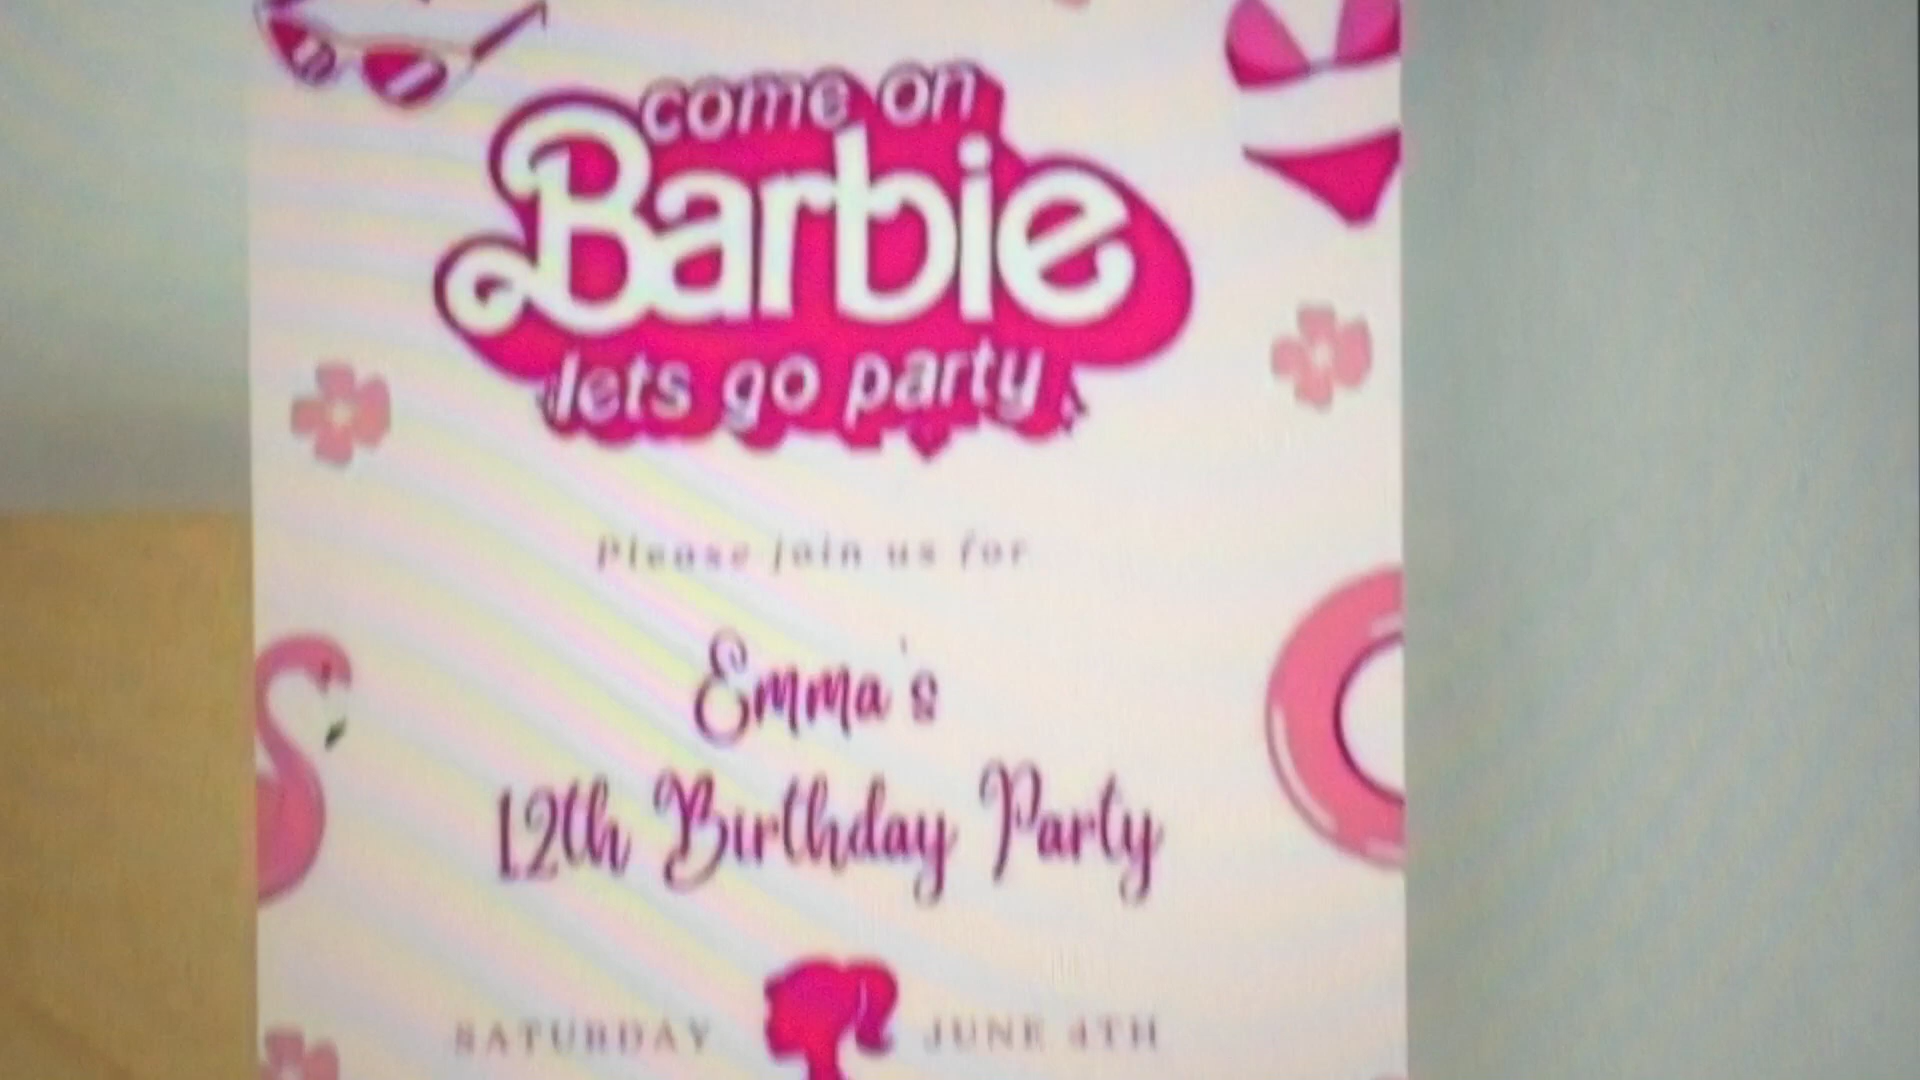 come on
Barbie
lets go party
Please join us for
Emma's
12th Birthday Party
SATURDAY JUNE 4TH